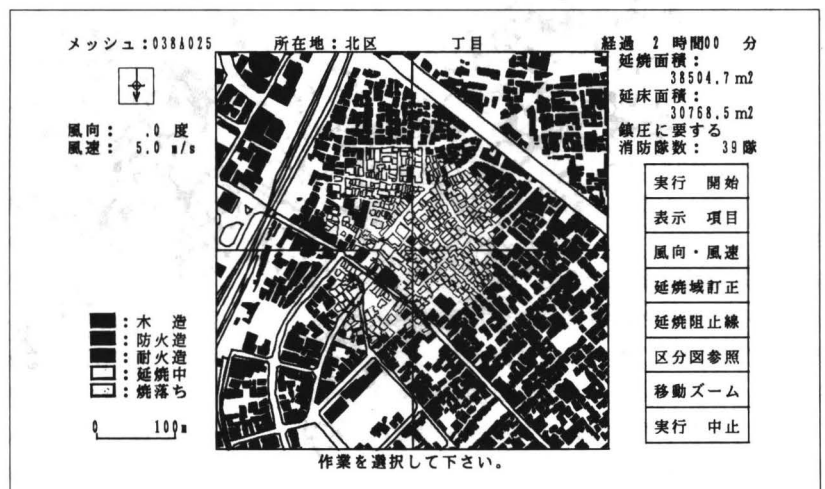 メッシュ:038A025 所在地:北区 丁目 経過 2 時間00 分
延焼面積:
38504.7 m2
延床面積:
30768.5 m2
鎮圧に要する
消防隊数: 39 隊
風向: .0 度
風速: 5.0 m/s
実行 開始
表示 項目
風向・風速
延焼域訂正
延焼阻止線
区分図参照
移動ズーム
実行 中止
:木 造
:防火造
:耐火造
:延焼中
:焼落ち
0 100m
作業を選択して下さい。